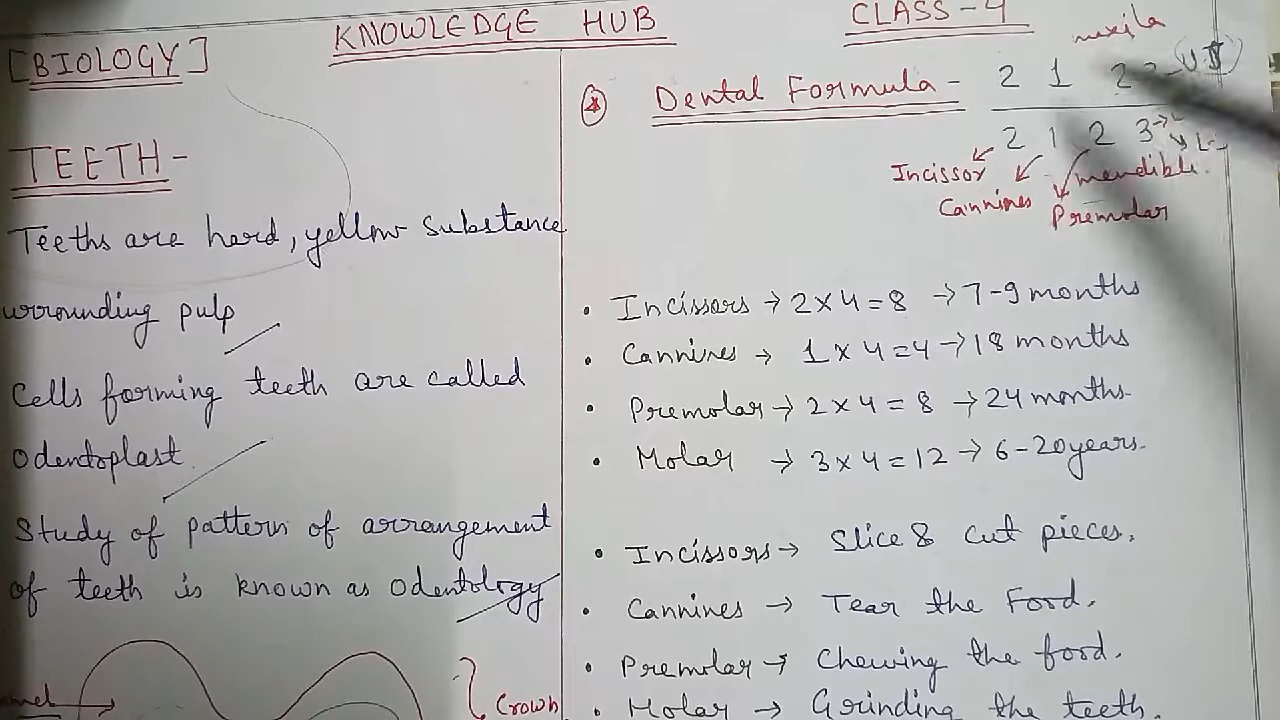 [BIOLOGY]
KNOWLEDGE HUB
CLASS - 4
TEETH-
Teeths are hard, yellow substance
urrounding pulp
Cells forming teeth are called
Odentoplast
Study of pattern of arrangement
of teeth is known as Odentology
Crown
maxila
Dental Formula - 2 1 2
2 1 2 3
Incissor
mendible.
Cannines
Premolar
• Incissors → 2×4=8 → 7-9 months
• Cannines → 1×4=4 → 18 months
• Premolar → 2×4=8 → 24 months.
• Molar → 3×4=12 → 6-20 years.
• Incissors → Slice & cut pieces.
• Cannines → Tear the Food.
• Premolar → Chewing the food.
• Molar → Grinding the teeth.